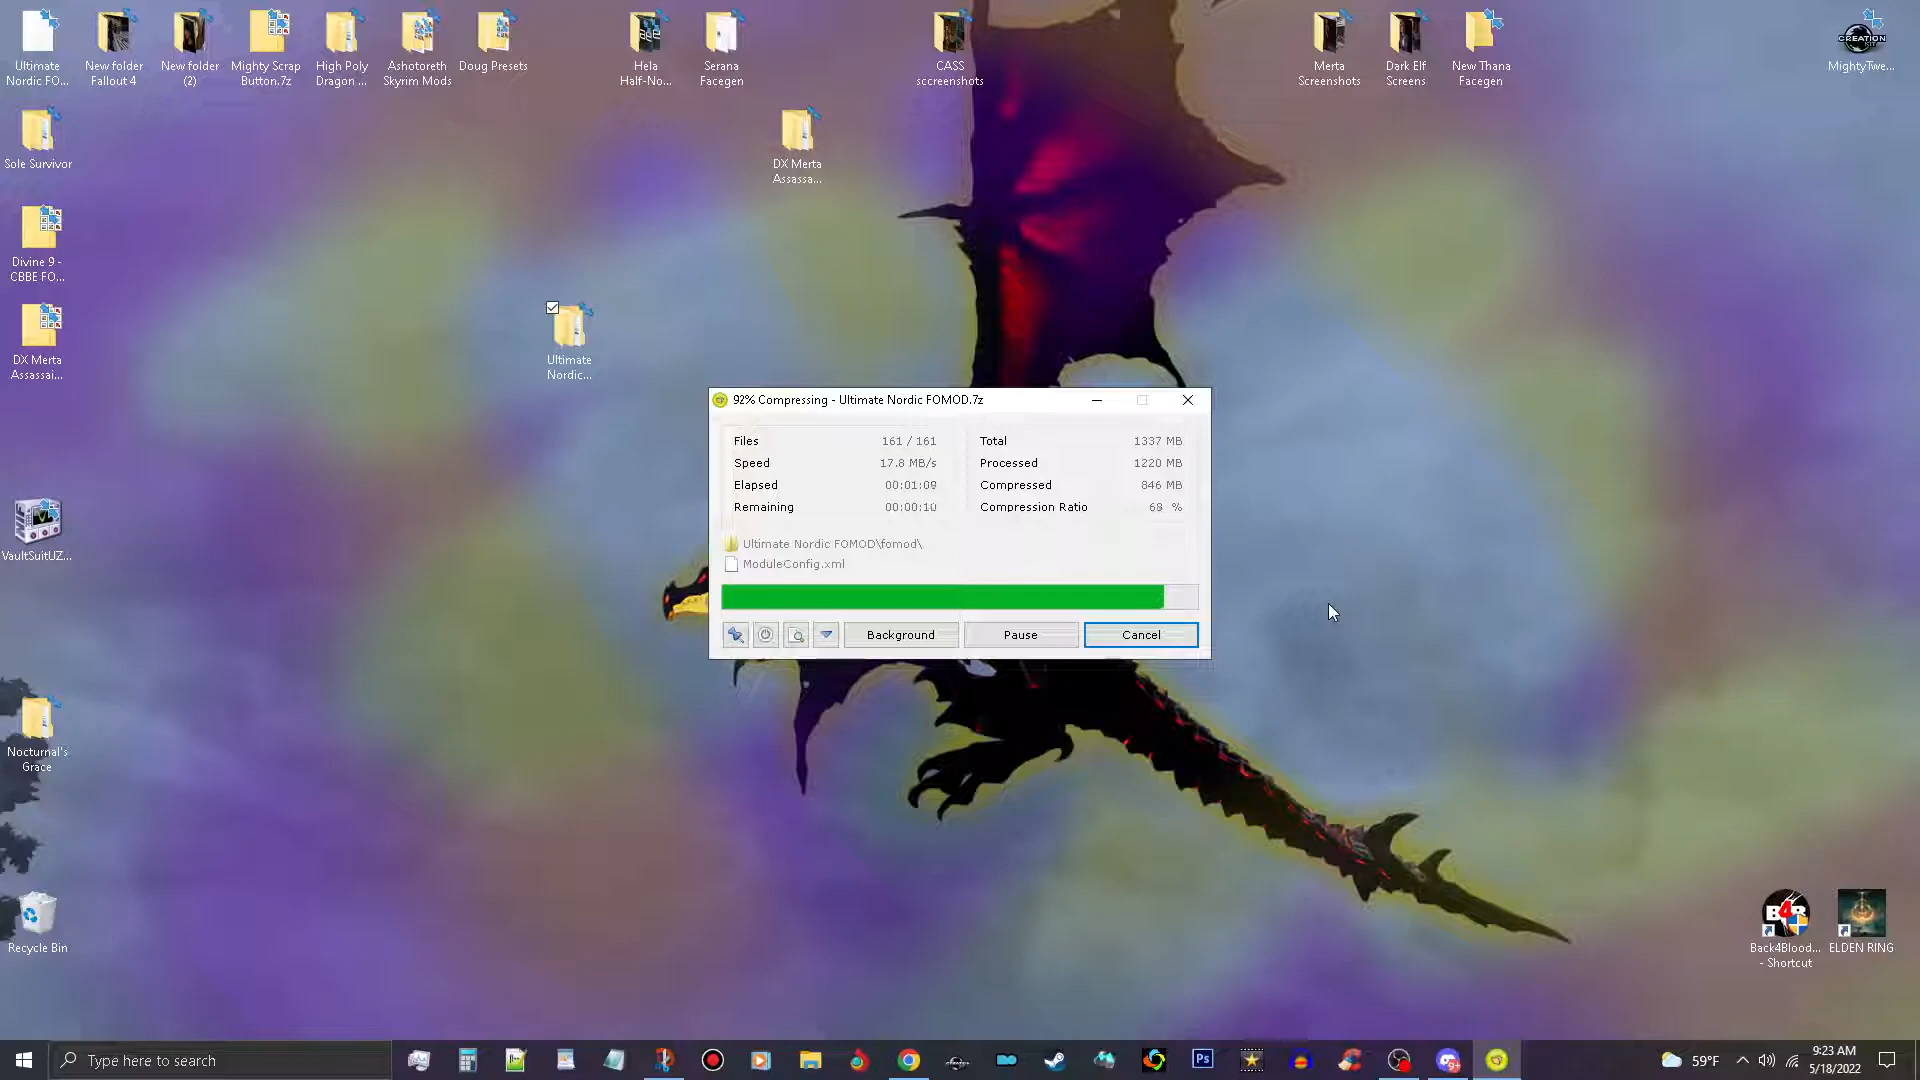 Ultimate
Nordic FO...
New folder
Fallout 4
New folder
(2)
Mighty Scrap
Button.7z
High Poly
Dragon ...
Ashotoreth
Skyrim Mods
Doug Presets
Hela
Half-No...
Serana
Facegen
CASS
sccreenshots
Merta
Screenshots
Dark Elf
Screens
New Thana
Facegen
CREATION
KIT
MightyTwe...
Sole Survivor
DX Merta
Assassa...
Divine 9 -
CBBE FO...
DX Merta
Assassai...
Ultimate
Nordic...
92% Compressing - Ultimate Nordic FOMOD.7z
Files 161 / 161
Total 1337 MB
Speed 17.8 MB/s
Processed 1220 MB
Elapsed 00:01:09
Compressed 846 MB
Remaining 00:00:10
Compression Ratio 69 %
Ultimate Nordic FOMOD\fomod\
ModuleConfig.xml
Background
Pause
Cancel
VaultSuitUZ...
Nocturnal's
Grace
Recycle Bin
B4B
Back4Blood...
- Shortcut
ELDEN RING
Type here to search
Ps
9+
59°F
9:23 AM
5/18/2022